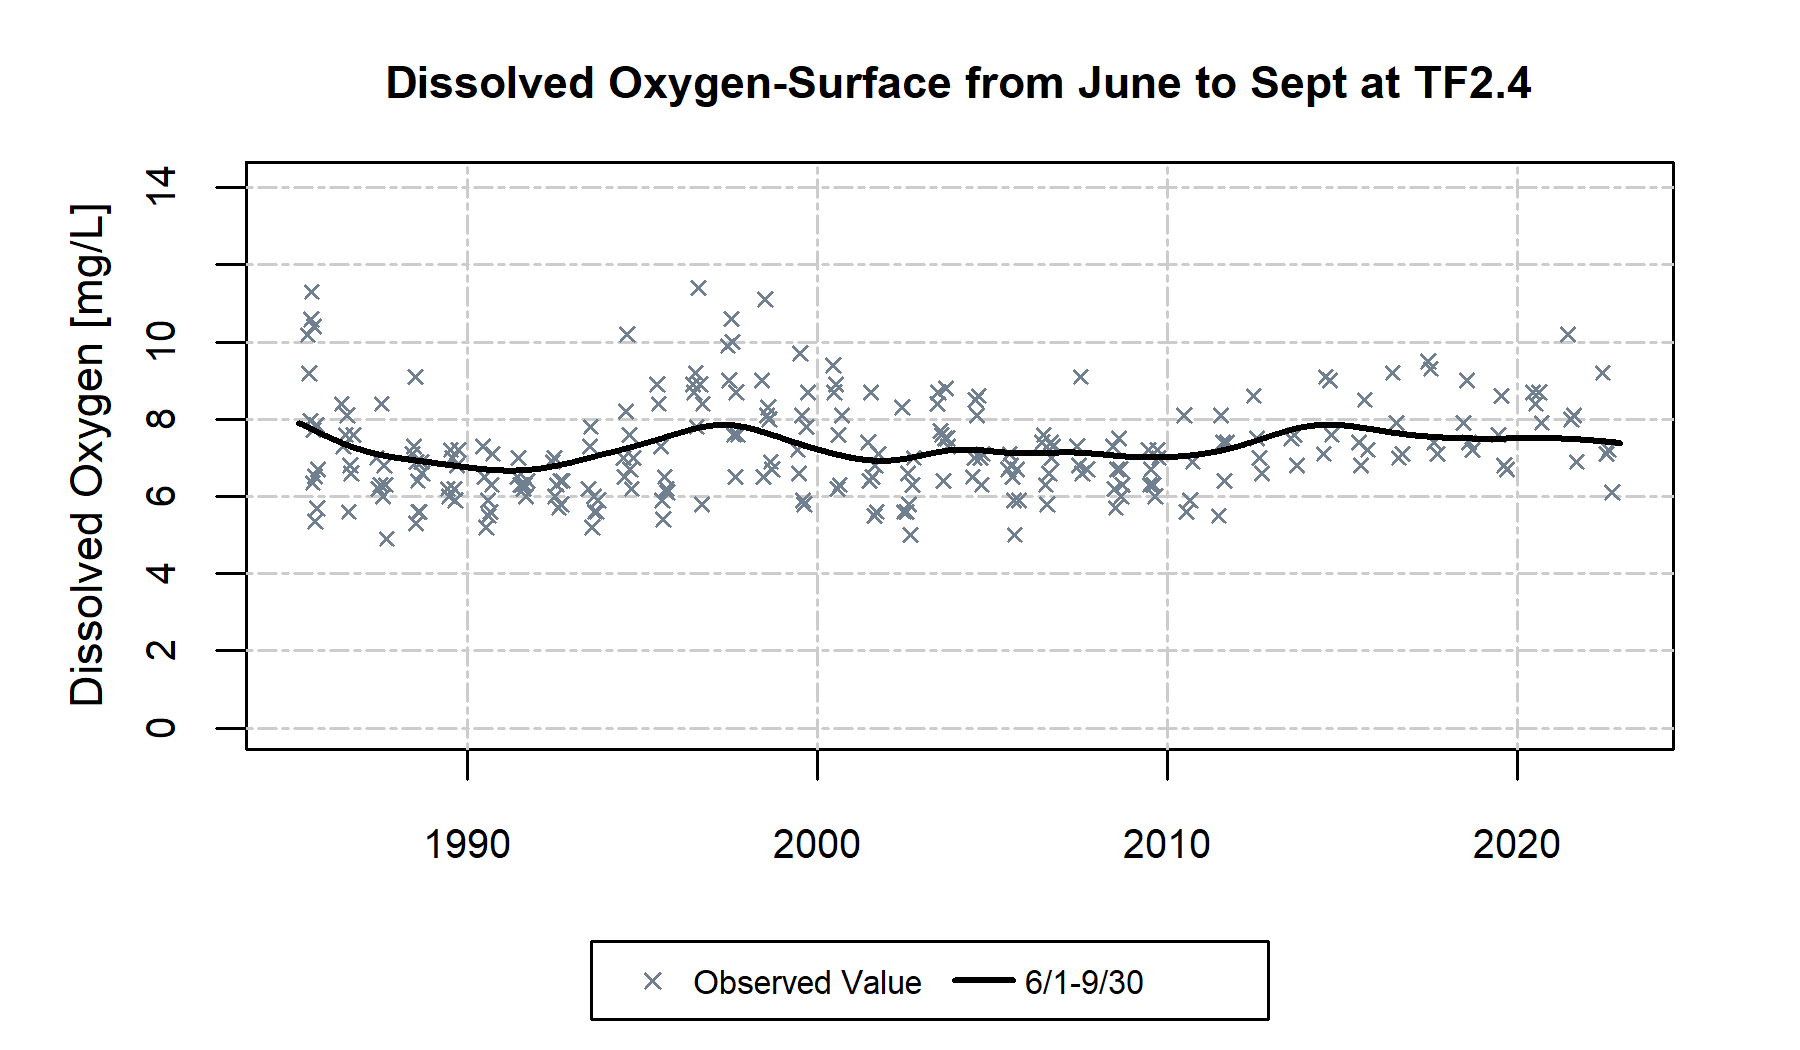 Dissolved Oxygen-Surface from June to Sept at TF2.4
Dissolved Oxygen [mg/L]
14
10
8
6
4
2
0
1990 2000 2010 2020
Observed Value 6/1-9/30